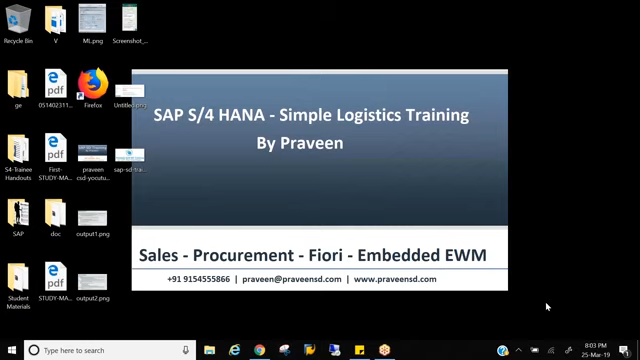 Recycle Bin
V
ML.png
Screenshot_...
ge
051402311...
Firefox
Untitled.png
S4-Trainee
Handouts
First-
STUDY-MA...
praveen
sap-sd-tra...
SAP
doc
output1.png
Student
Materials
STUDY-MA...
output2.png
pdf
pdf
pdf
SAP S/4 HANA - Simple Logistics Training
By Praveen
Sales - Procurement - Fiori - Embedded EWM
+91 9154555866 | praveen@praveensd.com | www.praveensd.com
Type here to search
8:03 PM
25-Mar-19